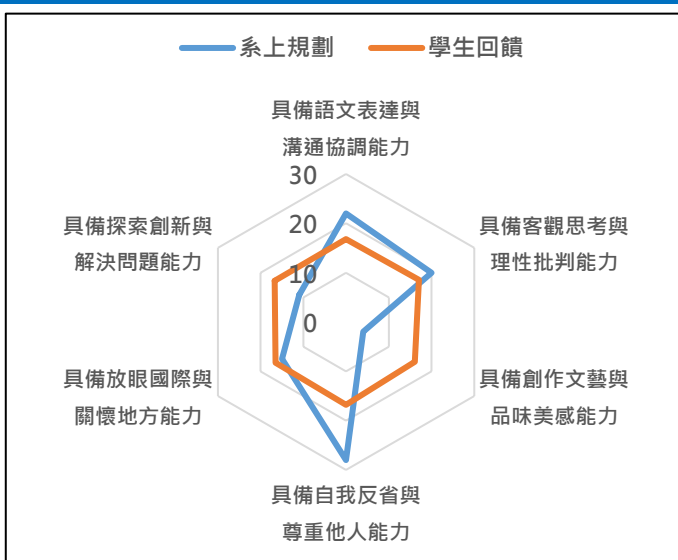 系上規劃 學生回饋
具備語文表達與
溝通協調能力
30
20
10
0
具備客觀思考與
理性批判能力
具備創作文藝與
品味美感能力
具備自我反省與
尊重他人能力
具備放眼國際與
關懷地方能力
具備探索創新與
解決問題能力